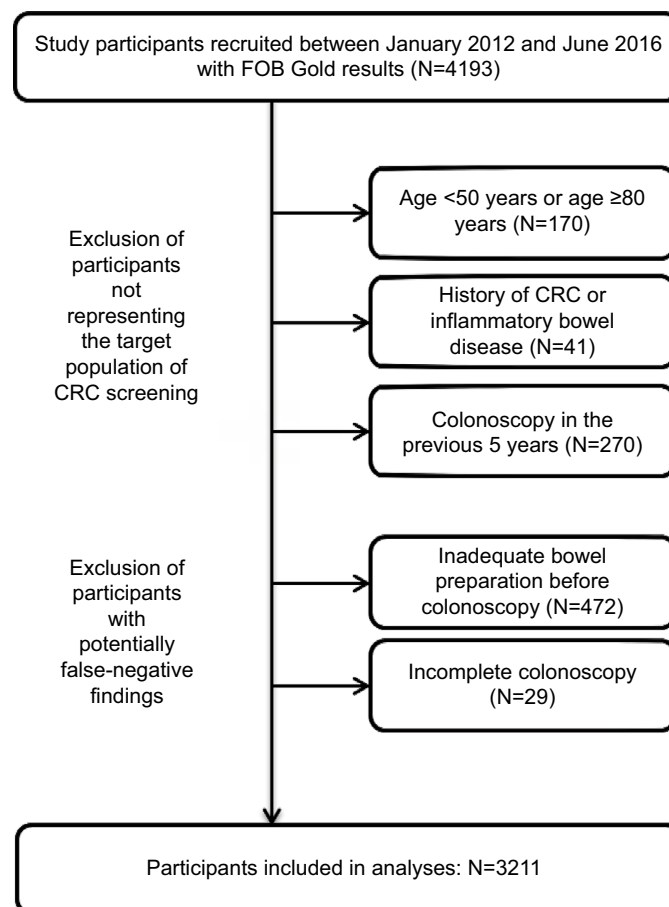 Study participants recruited between January 2012 and June 2016
with FOB Gold results (N=4193)
Exclusion of
participants
not
representing
the target
population of
CRC screening
Age <50 years or age ≥80
years (N=170)
History of CRC or
inflammatory bowel
disease (N=41)
Colonoscopy in the
previous 5 years (N=270)
Exclusion of
participants
with
potentially
false-negative
findings
Inadequate bowel
preparation before
colonoscopy (N=472)
Incomplete colonoscopy
(N=29)
Participants included in analyses: N=3211